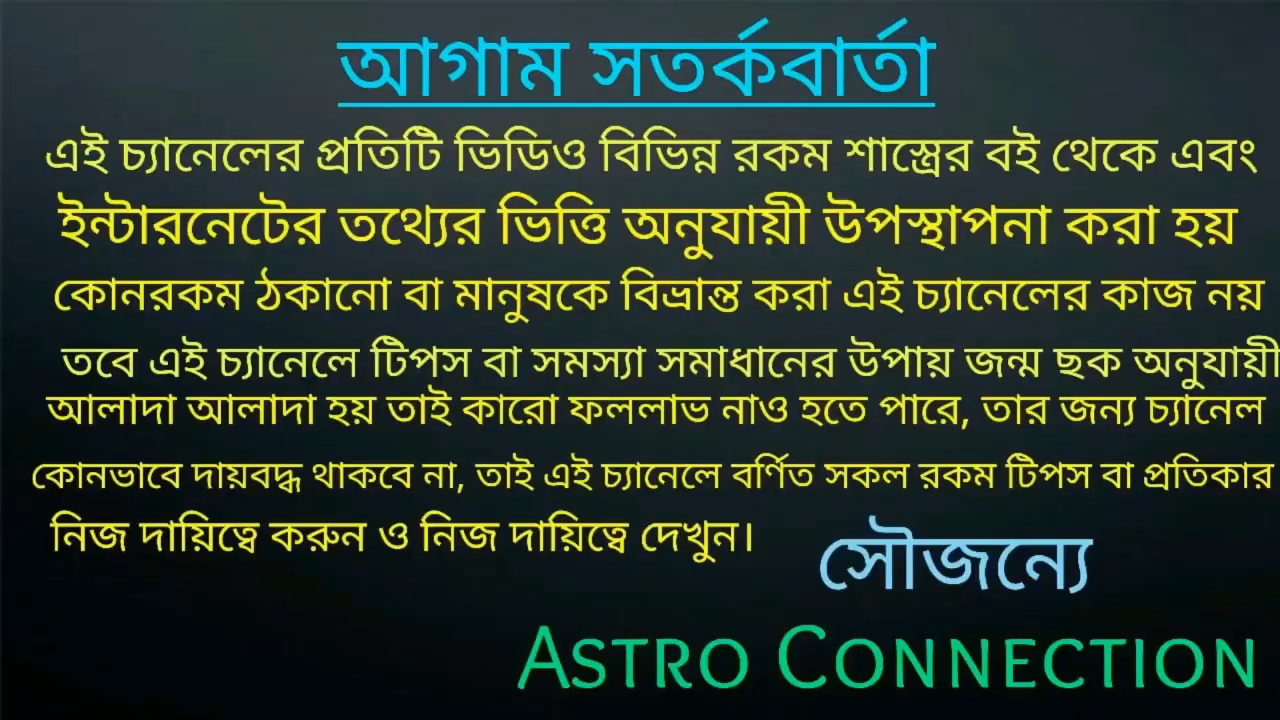 আগাম সতর্কবার্তা
এই চ্যানেলের প্রতিটি ভিডিও বিভিন্ন রকম শাস্ত্রের বই থেকে এবং
ইন্টারনেটের তথ্যের ভিত্তি অনুযায়ী উপস্থাপনা করা হয়
কোনরকম ঠকানো বা মানুষকে বিভ্রান্ত করা এই চ্যানেলের কাজ নয়
তবে এই চ্যানেলে টিপস বা সমস্যা সমাধানের উপায় জন্ম ছক অনুযায়ী
আলাদা আলাদা হয় তাই কারো ফললাভ নাও হতে পারে, তার জন্য চ্যানেল
কোনভাবে দায়বদ্ধ থাকবে না, তাই এই চ্যানেলে বর্ণিত সকল রকম টিপস বা প্রতিকার
নিজ দায়িত্বে করুন ও নিজ দায়িত্বে দেখুন।
সৌজন্যে
ASTRO CONNECTION